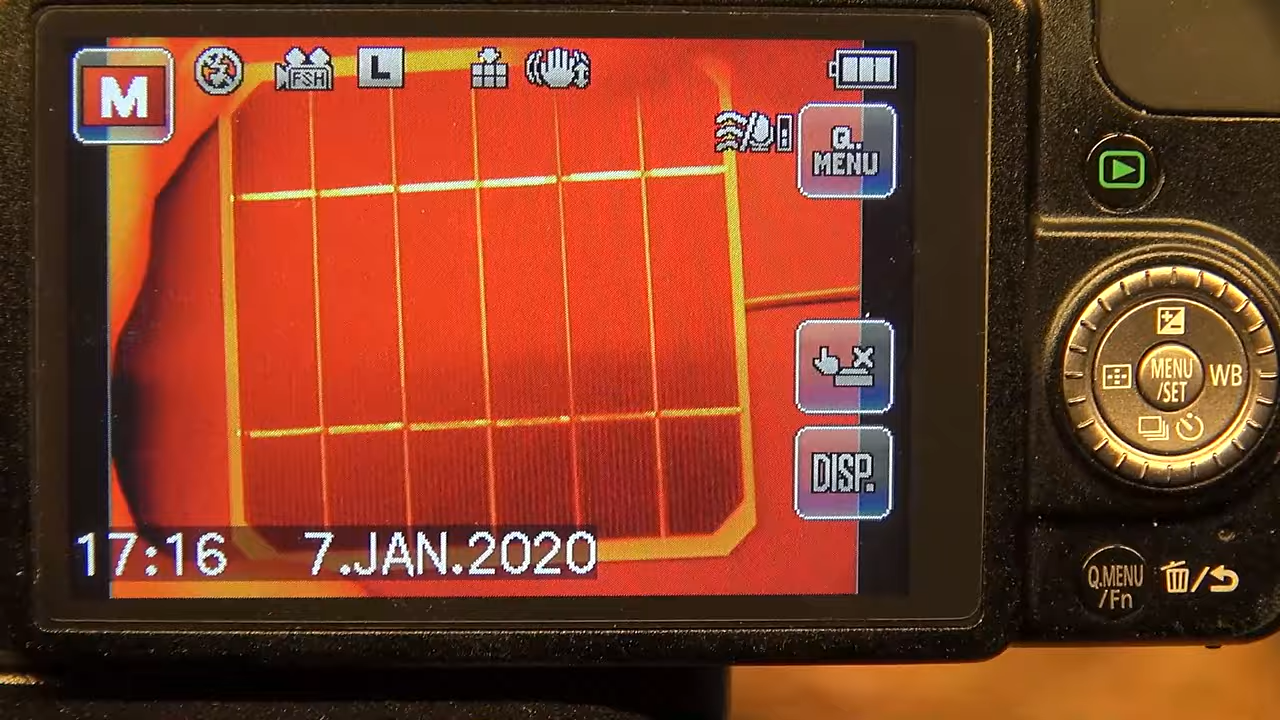 M
FSH
L
Q.
MENU
DISP.
17:16 7.JAN.2020
MENU
/SET
WB
Q.MENU
/Fn